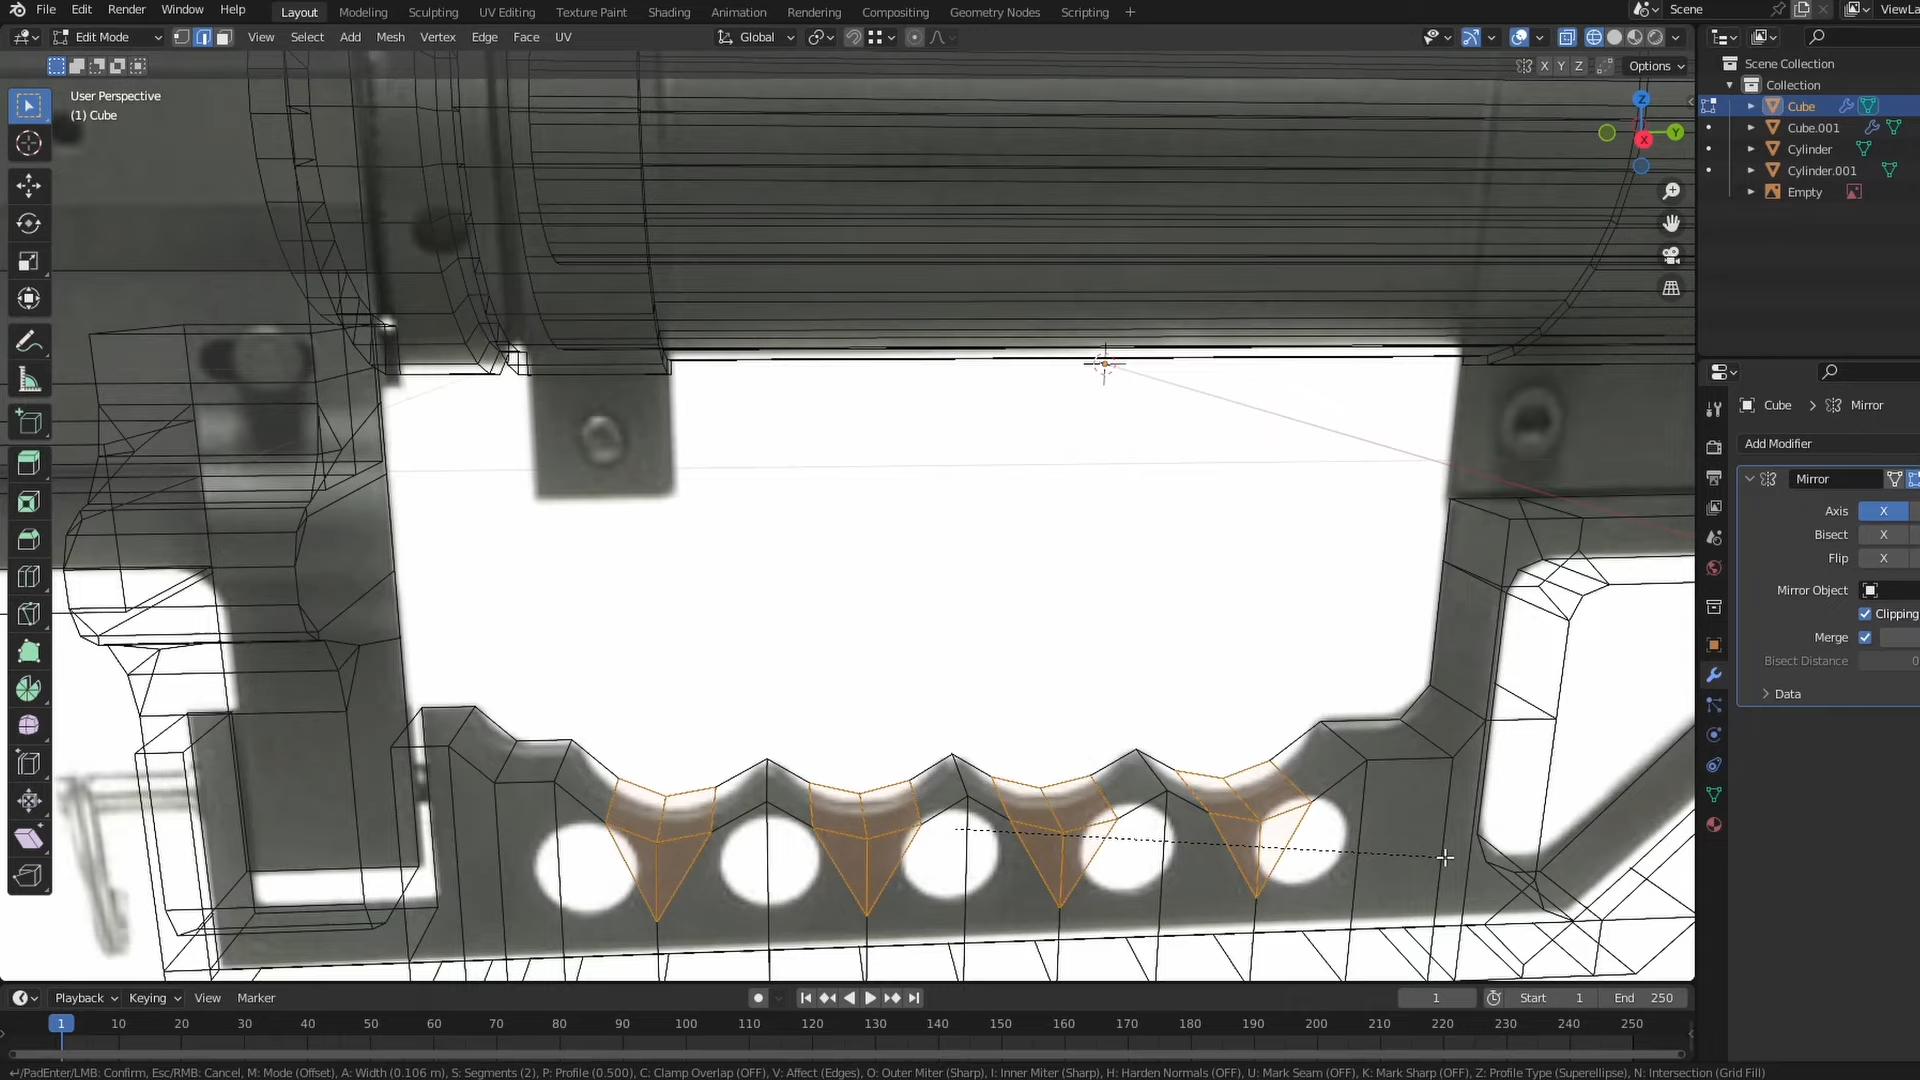 File Edit Render Window Help Layout Modeling Sculpting UV Editing Texture Paint Shading Animation Rendering Compositing Geometry Nodes Scripting + Scene ViewLa
Edit Mode View Select Add Mesh Vertex Edge Face UV Global
X Y Z Options
User Perspective
(1) Cube
Z
Y
X
Scene Collection
Collection
Cube
Cube.001
Cylinder
Cylinder.001
Empty
Cube > Mirror
Add Modifier
Mirror
Axis X
Bisect X
Flip X
Mirror Object
Clipping
Merge
Bisect Distance 0
Data
Playback Keying View Marker 1 Start 1 End 250
1 10 20 30 40 50 60 70 80 90 100 110 120 130 140 150 160 170 180 190 200 210 220 230 240 250
↵/PadEnter/LMB: Confirm, Esc/RMB: Cancel, M: Mode (Offset), A: Width (0.106 m), S: Segments (2), P: Profile (0.500), C: Clamp Overlap (OFF), V: Affect (Edges), O: Outer Miter (Sharp), I: Inner Miter (Sharp), H: Harden Normals (OFF), U: Mark Seam (OFF), K: Mark Sharp (OFF), Z: Profile Type (Superellipse), N: Intersection (Grid Fill)